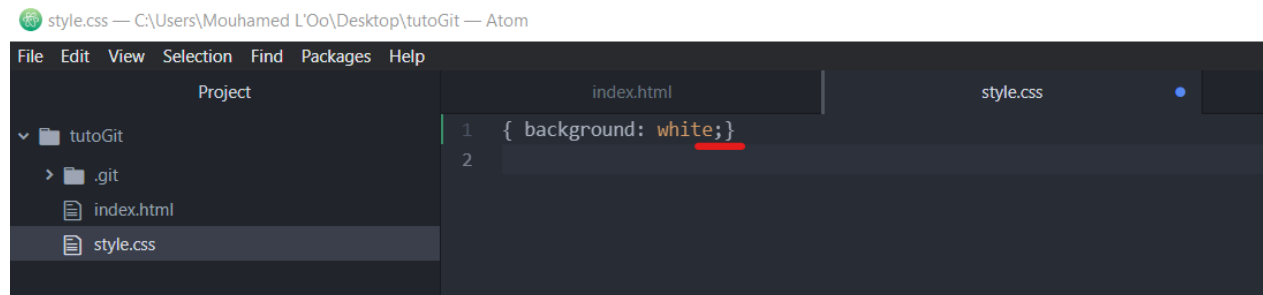 style.css — C:\Users\Mouhamed L'Oo\Desktop\tutoGit — Atom
File Edit View Selection Find Packages Help
Project
index.html
style.css
tutoGit
.git
index.html
style.css
1 { background: white;}
2